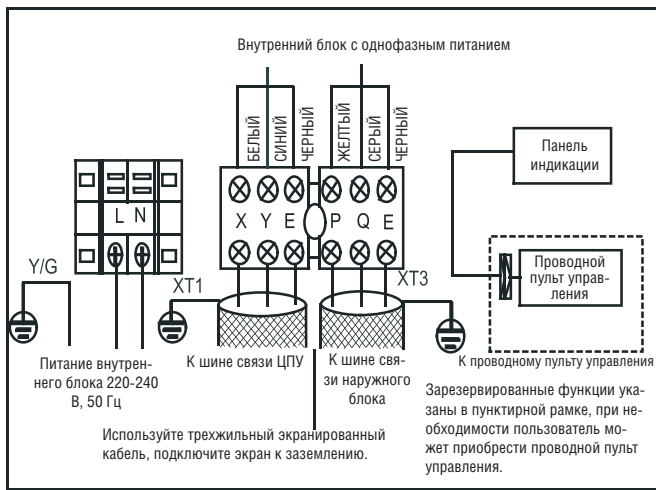 Внутренний блок с однофазным питанием
БЕЛЫЙ
СИНИЙ
ЧЕРНЫЙ
ЖЕЛТЫЙ
СЕРЫЙ
ЧЕРНЫЙ
Панель
индикации
L N
X Y E P Q E
Проводной
пульт управ-
ления
Y/G
XT1
XT3
Питание внутрен-
него блока 220-240
В, 50 Гц
К шине связи ЦПУ
К шине свя-
зи наружного
блока
К проводному пульту управления
Используйте трехжильный экранированный
кабель, подключите экран к заземлению.
Зарезервированные функции ука-
заны в пунктирной рамке, при не-
обходимости пользователь мо-
жет приобрести проводной пульт
управления.